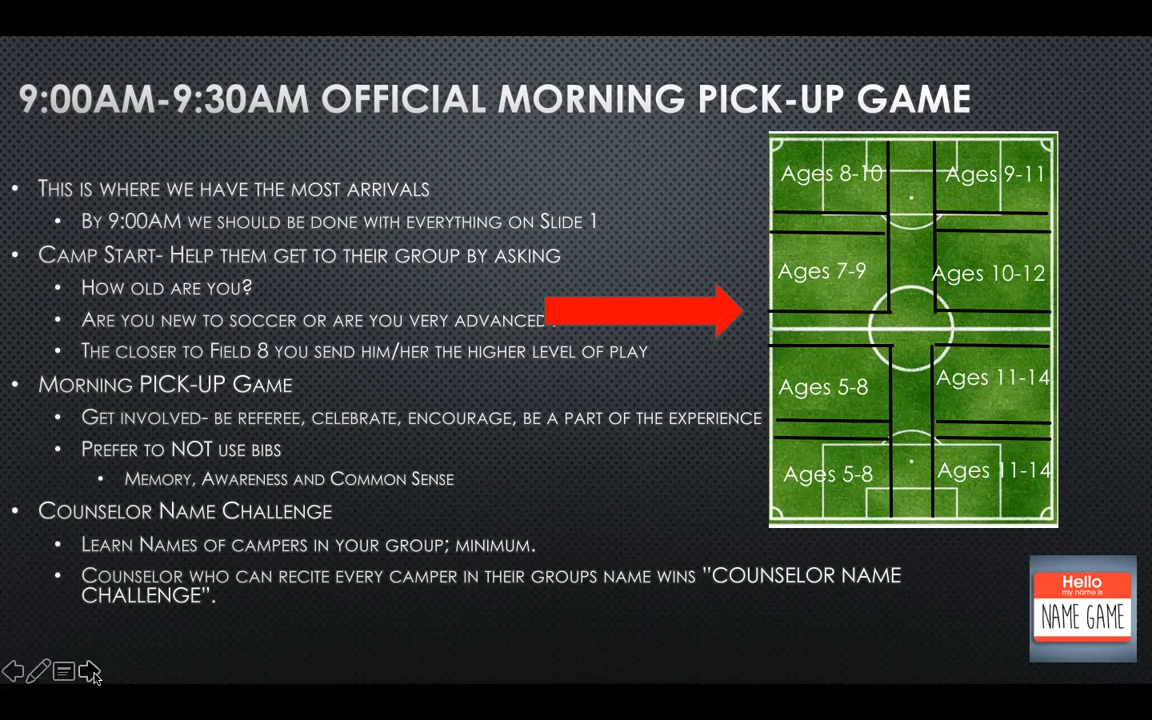 9:00AM-9:30AM OFFICIAL MORNING PICK-UP GAME
• THIS IS WHERE WE HAVE THE MOST ARRIVALS
• BY 9:00AM WE SHOULD BE DONE WITH EVERYTHING ON SLIDE 1
• CAMP START- HELP THEM GET TO THEIR GROUP BY ASKING
• HOW OLD ARE YOU?
• ARE YOU NEW TO SOCCER OR ARE YOU VERY ADVANCED
• THE CLOSER TO FIELD 8 YOU SEND HIM/HER THE HIGHER LEVEL OF PLAY
• MORNING PICK-UP GAME
• GET INVOLVED- BE REFEREE, CELEBRATE, ENCOURAGE, BE A PART OF THE EXPERIENCE
• PREFER TO NOT USE BIBS
• MEMORY, AWARENESS AND COMMON SENSE
• COUNSELOR NAME CHALLENGE
• LEARN NAMES OF CAMPERS IN YOUR GROUP; MINIMUM.
• COUNSELOR WHO CAN RECITE EVERY CAMPER IN THEIR GROUPS NAME WINS "COUNSELOR NAME
CHALLENGE".
Ages 8-10
Ages 9-11
Ages 7-9
Ages 10-12
Ages 5-8
Ages 11-14
Ages 5-8
Ages 11-14
Hello
my name is
NAME GAME